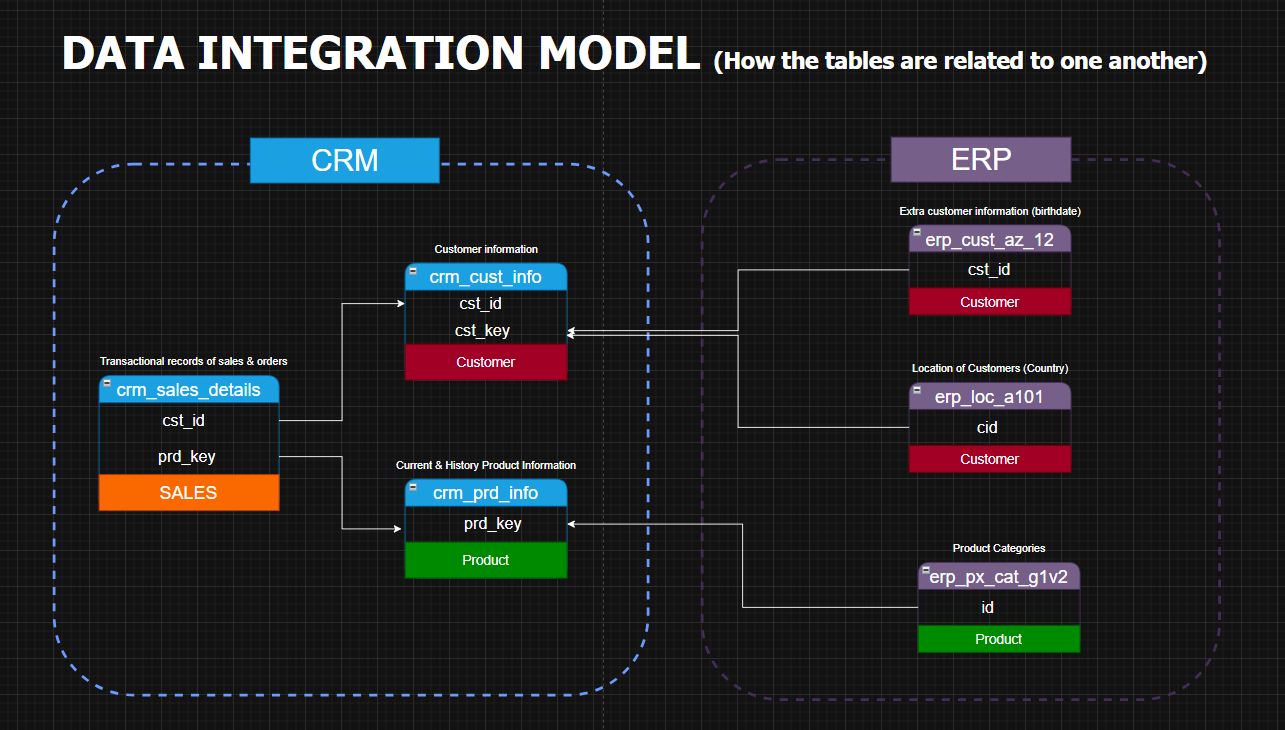 DATA INTEGRATION MODEL (How the tables are related to one another)
CRM
Customer information
crm_cust_info
cst_id
cst_key
Customer
Transactional records of sales & orders
crm_sales_details
cst_id
prd_key
SALES
Current & History Product Information
crm_prd_info
prd_key
Product
ERP
Extra customer information (birthdate)
erp_cust_az_12
cst_id
Customer
Location of Customers (Country)
erp_loc_a101
cid
Customer
Product Categories
erp_px_cat_g1v2
id
Product